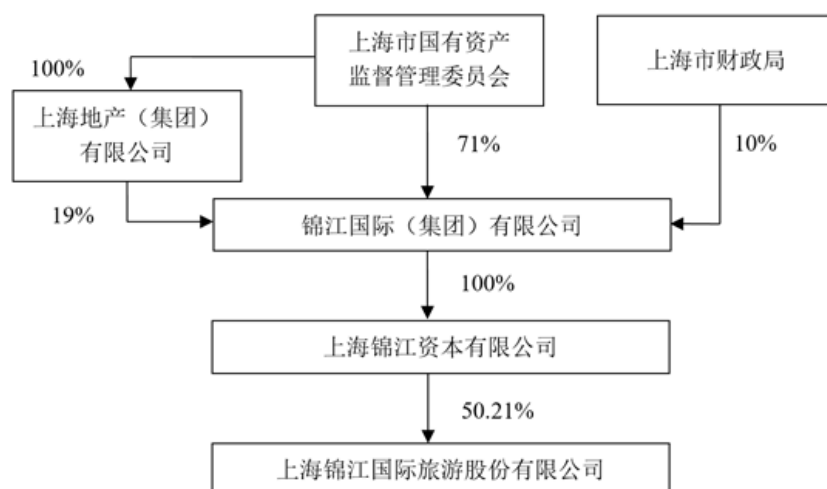 上海市国有资产
监督管理委员会
上海市财政局
100%
上海地产（集团）
有限公司
71%
10%
19%
锦江国际（集团）有限公司
100%
上海锦江资本有限公司
50.21%
上海锦江国际旅游股份有限公司